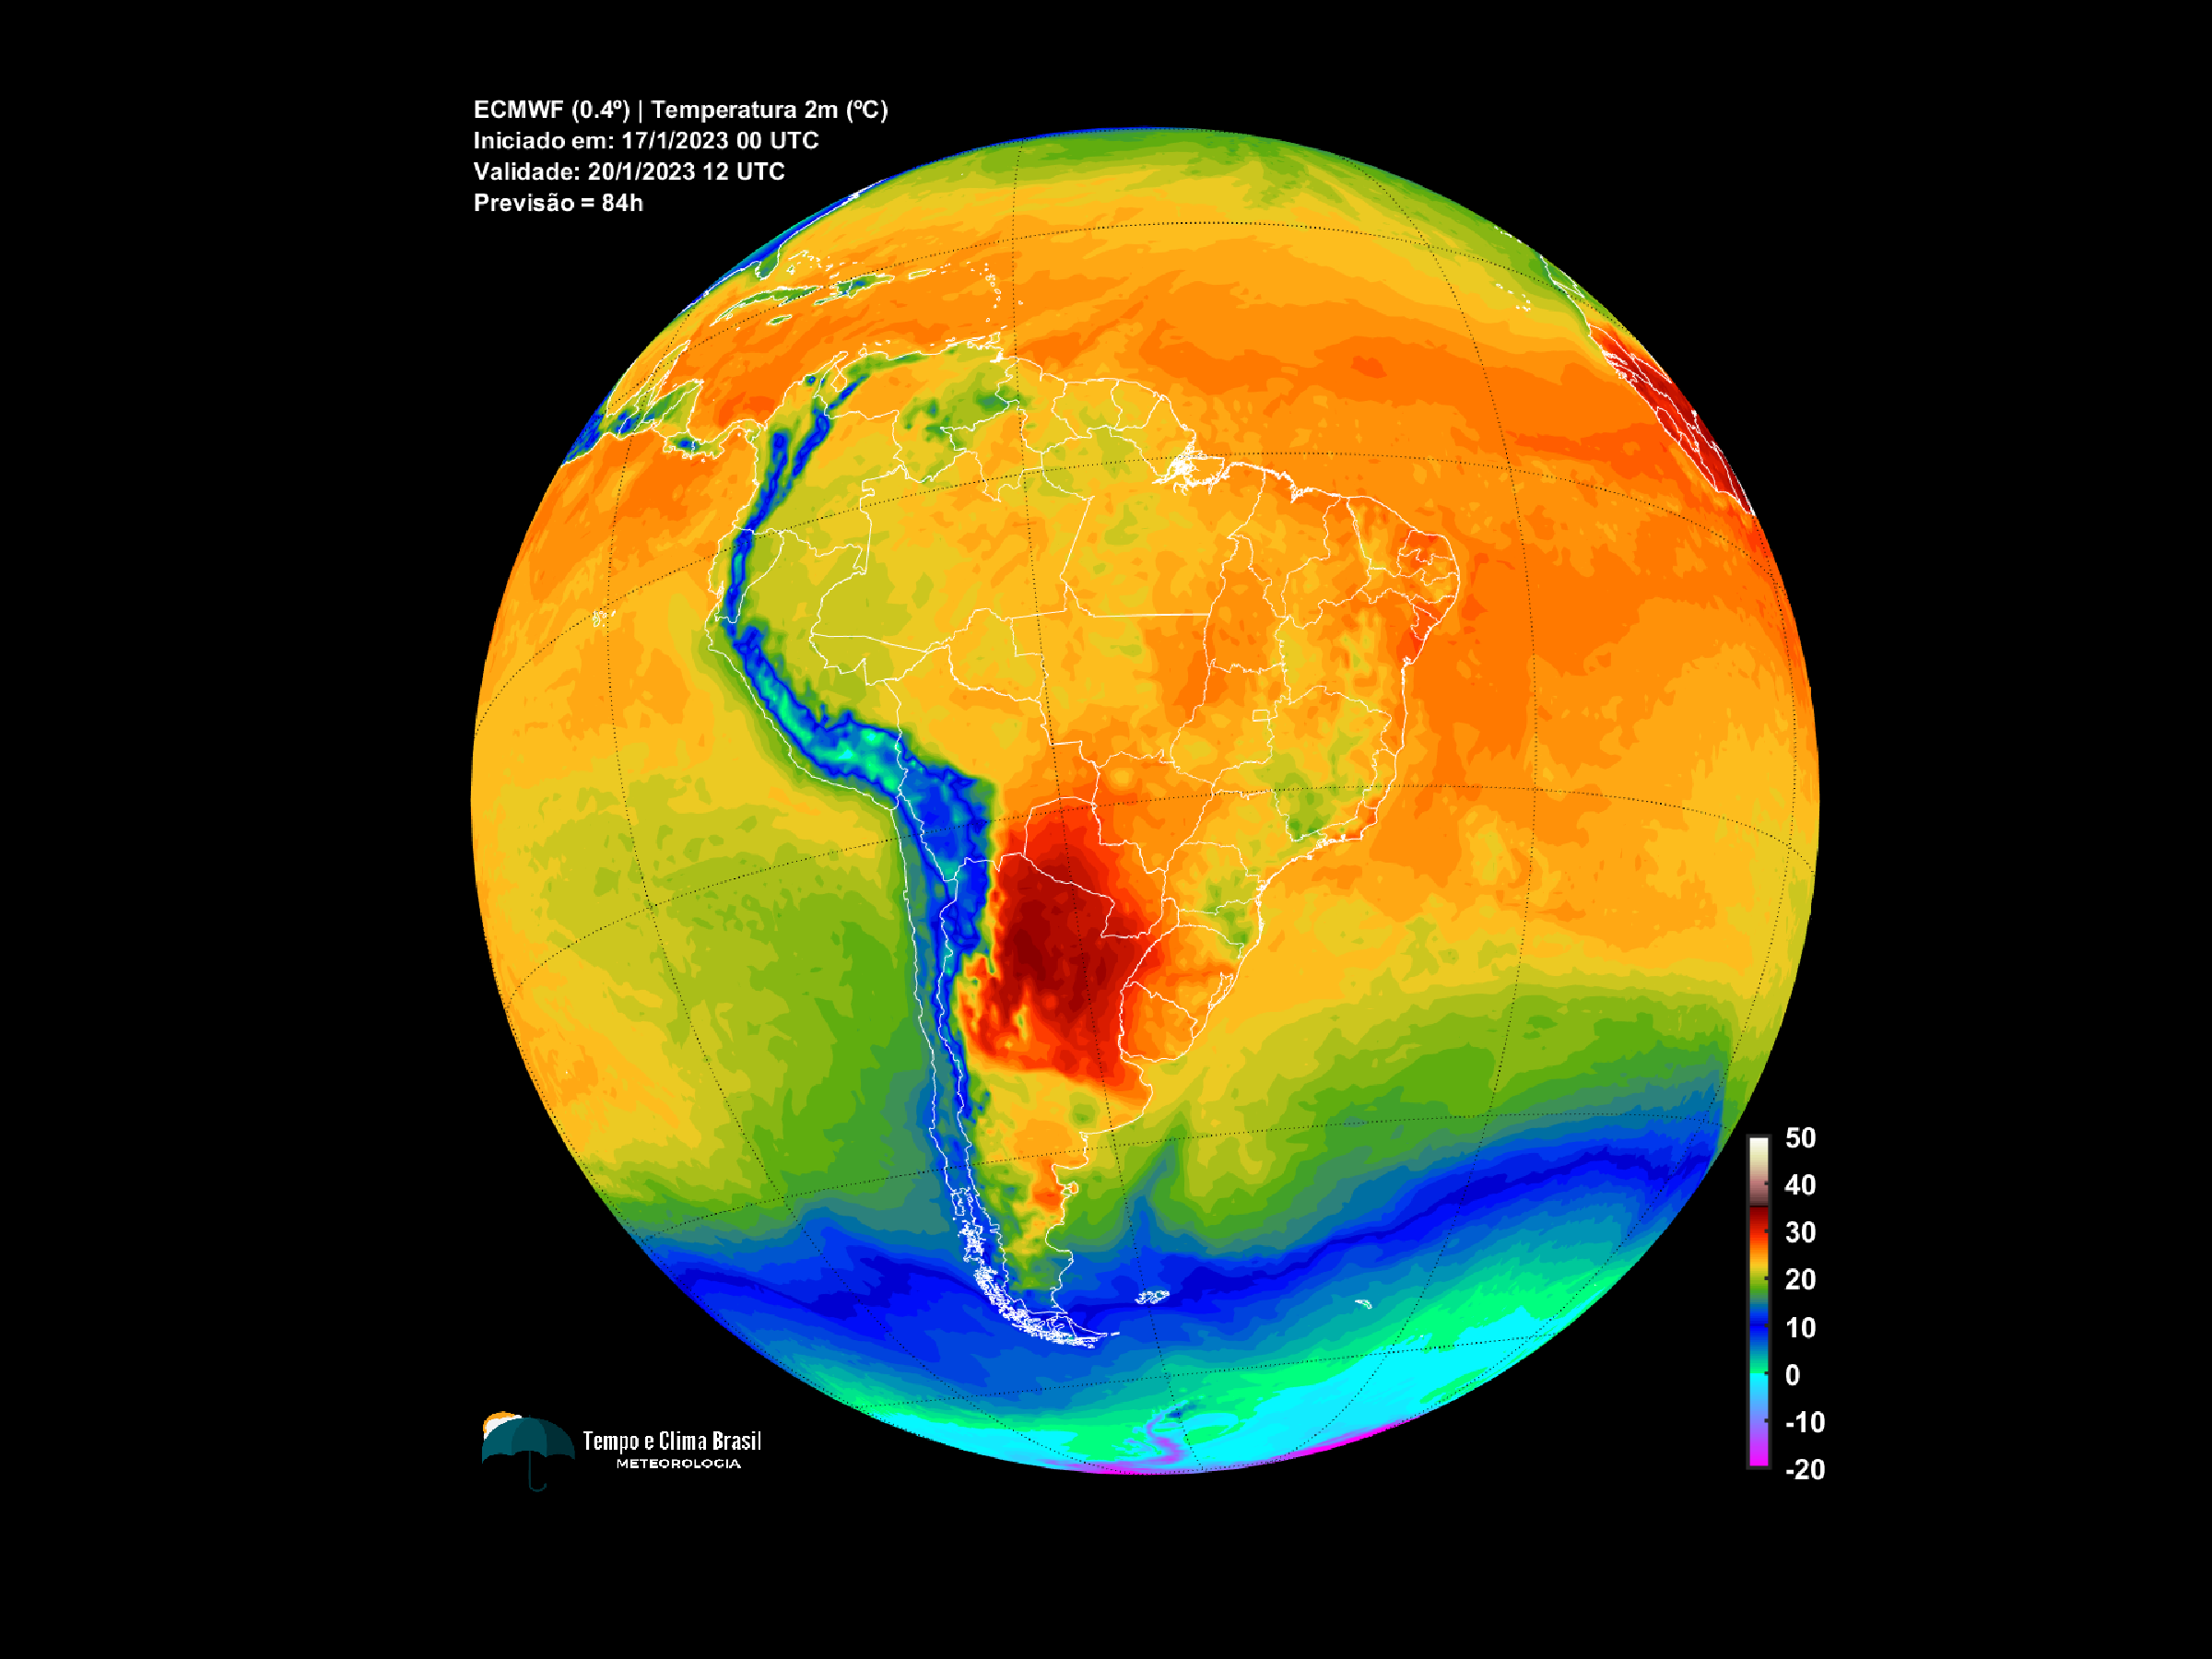 ECMWF (0.4º) | Temperatura 2m (ºC)
Iniciado em: 17/1/2023 00 UTC
Validade: 20/1/2023 12 UTC
Previsão = 84h
50
40
30
20
10
0
-10
-20
Tempo e Clima Brasil
METEOROLOGIA